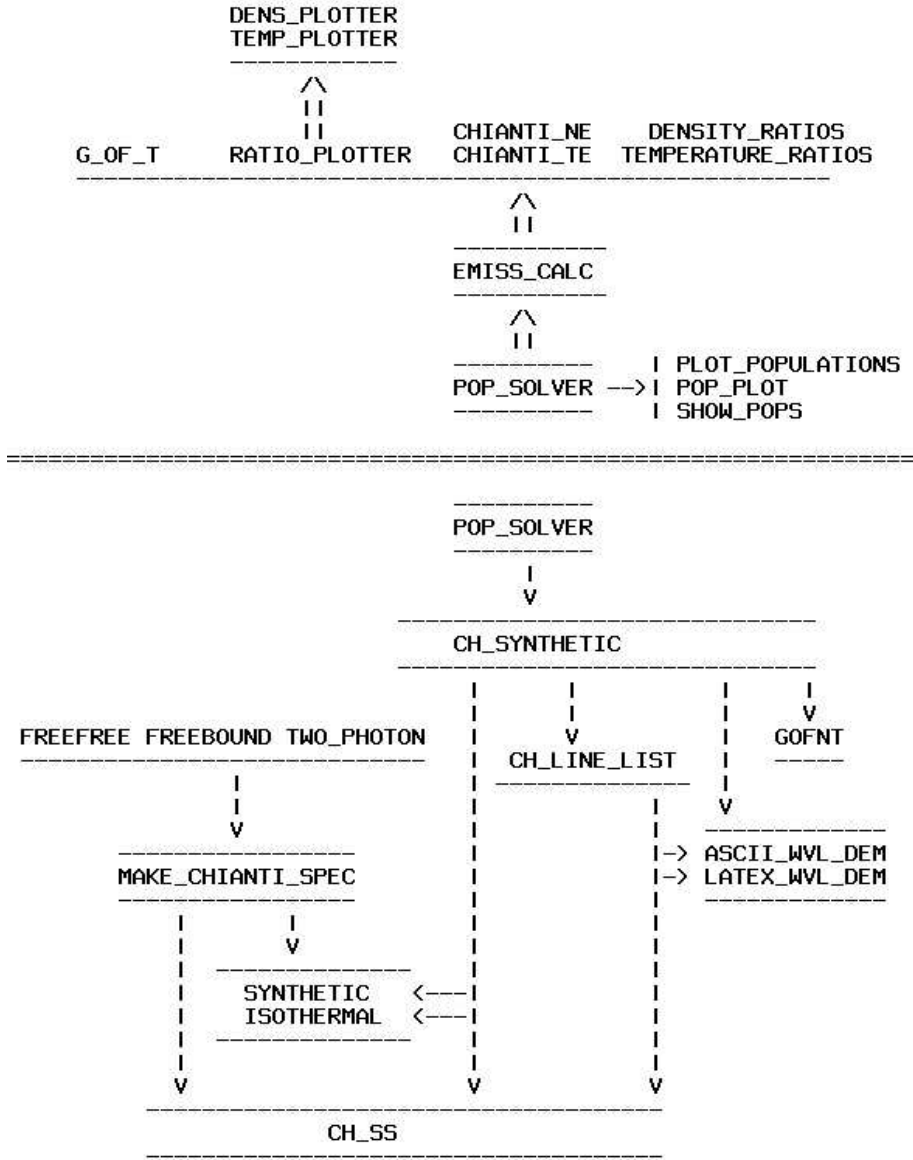 DENS_PLOTTER
TEMP_PLOTTER
CHIANTI_NE DENSITY_RATIOS
G_OF_T RATIO_PLOTTER CHIANTI_TE TEMPERATURE_RATIOS
EMISS_CALC
PLOT_POPULATIONS
POP_SOLVER -->| POP_PLOT
SHOW_POPS
POP_SOLVER
CH_SYNTHETIC
FREEFREE FREEBOUND TWO_PHOTON GOFNT
CH_LINE_LIST
ASCII_WVL_DEM
MAKE_CHIANTI_SPEC LATEX_WVL_DEM
SYNTHETIC
ISOTHERMAL
CH_SS